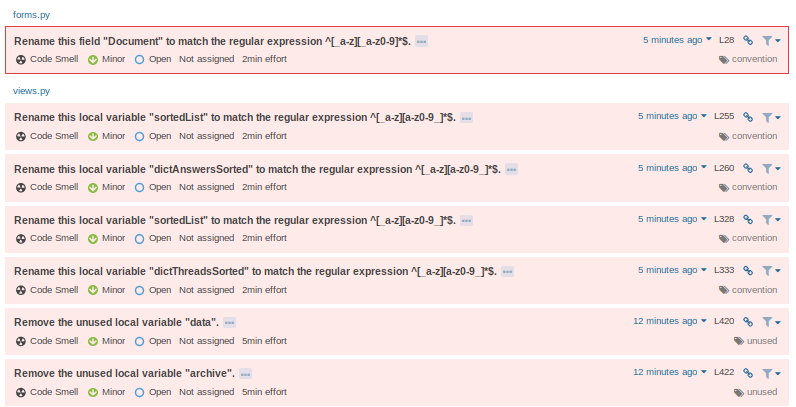 forms.py
Rename this field "Document" to match the regular expression ^[_a-z][_a-z0-9]*$. ... 5 minutes ago L28
Code Smell Minor Open Not assigned 2min effort convention
views.py
Rename this local variable "sortedList" to match the regular expression ^[_a-z][a-z0-9_]*$. ... 5 minutes ago L255
Code Smell Minor Open Not assigned 2min effort convention
Rename this local variable "dictAnswersSorted" to match the regular expression ^[_a-z][a-z0-9_]*$. ... 5 minutes ago L260
Code Smell Minor Open Not assigned 2min effort convention
Rename this local variable "sortedList" to match the regular expression ^[_a-z][a-z0-9_]*$. ... 5 minutes ago L328
Code Smell Minor Open Not assigned 2min effort convention
Rename this local variable "dictThreadsSorted" to match the regular expression ^[_a-z][a-z0-9_]*$. ... 5 minutes ago L333
Code Smell Minor Open Not assigned 2min effort convention
Remove the unused local variable "data". ... 12 minutes ago L420
Code Smell Minor Open Not assigned 5min effort unused
Remove the unused local variable "archive". ... 12 minutes ago L422
Code Smell Minor Open Not assigned 5min effort unused